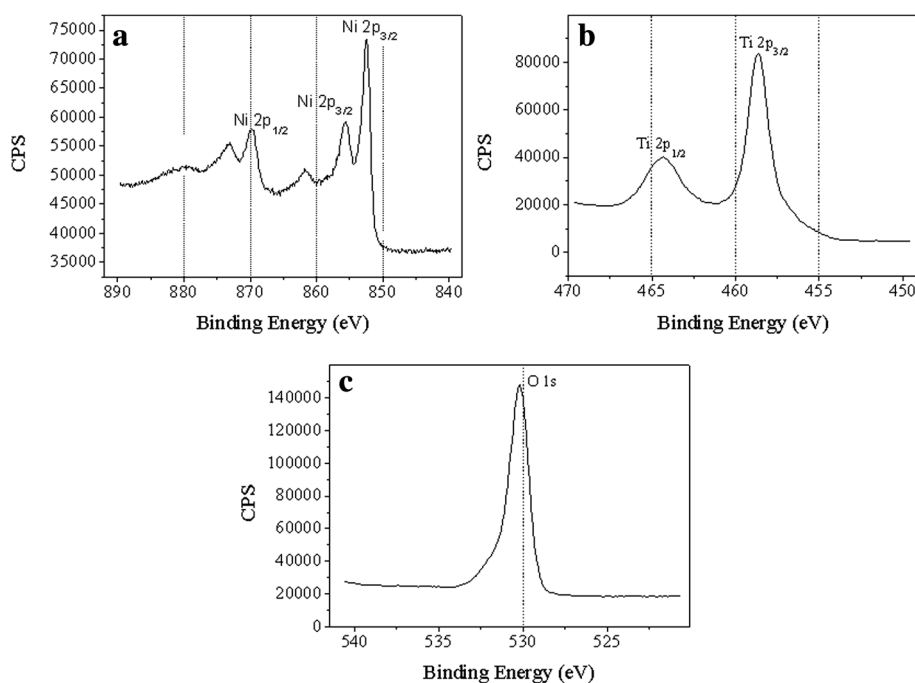 a
Ni 2p3/2
Ni 2p3/2
Ni 2p1/2
CPS
75000
70000
65000
60000
55000
50000
45000
40000
35000
890 880 870 860 850 840
Binding Energy (eV)
b
Ti 2p3/2
Ti 2p1/2
CPS
80000
60000
40000
20000
0
470 465 460 455 450
Binding Energy (eV)
c
O 1s
CPS
140000
120000
100000
80000
60000
40000
20000
0
540 535 530 525
Binding Energy (eV)